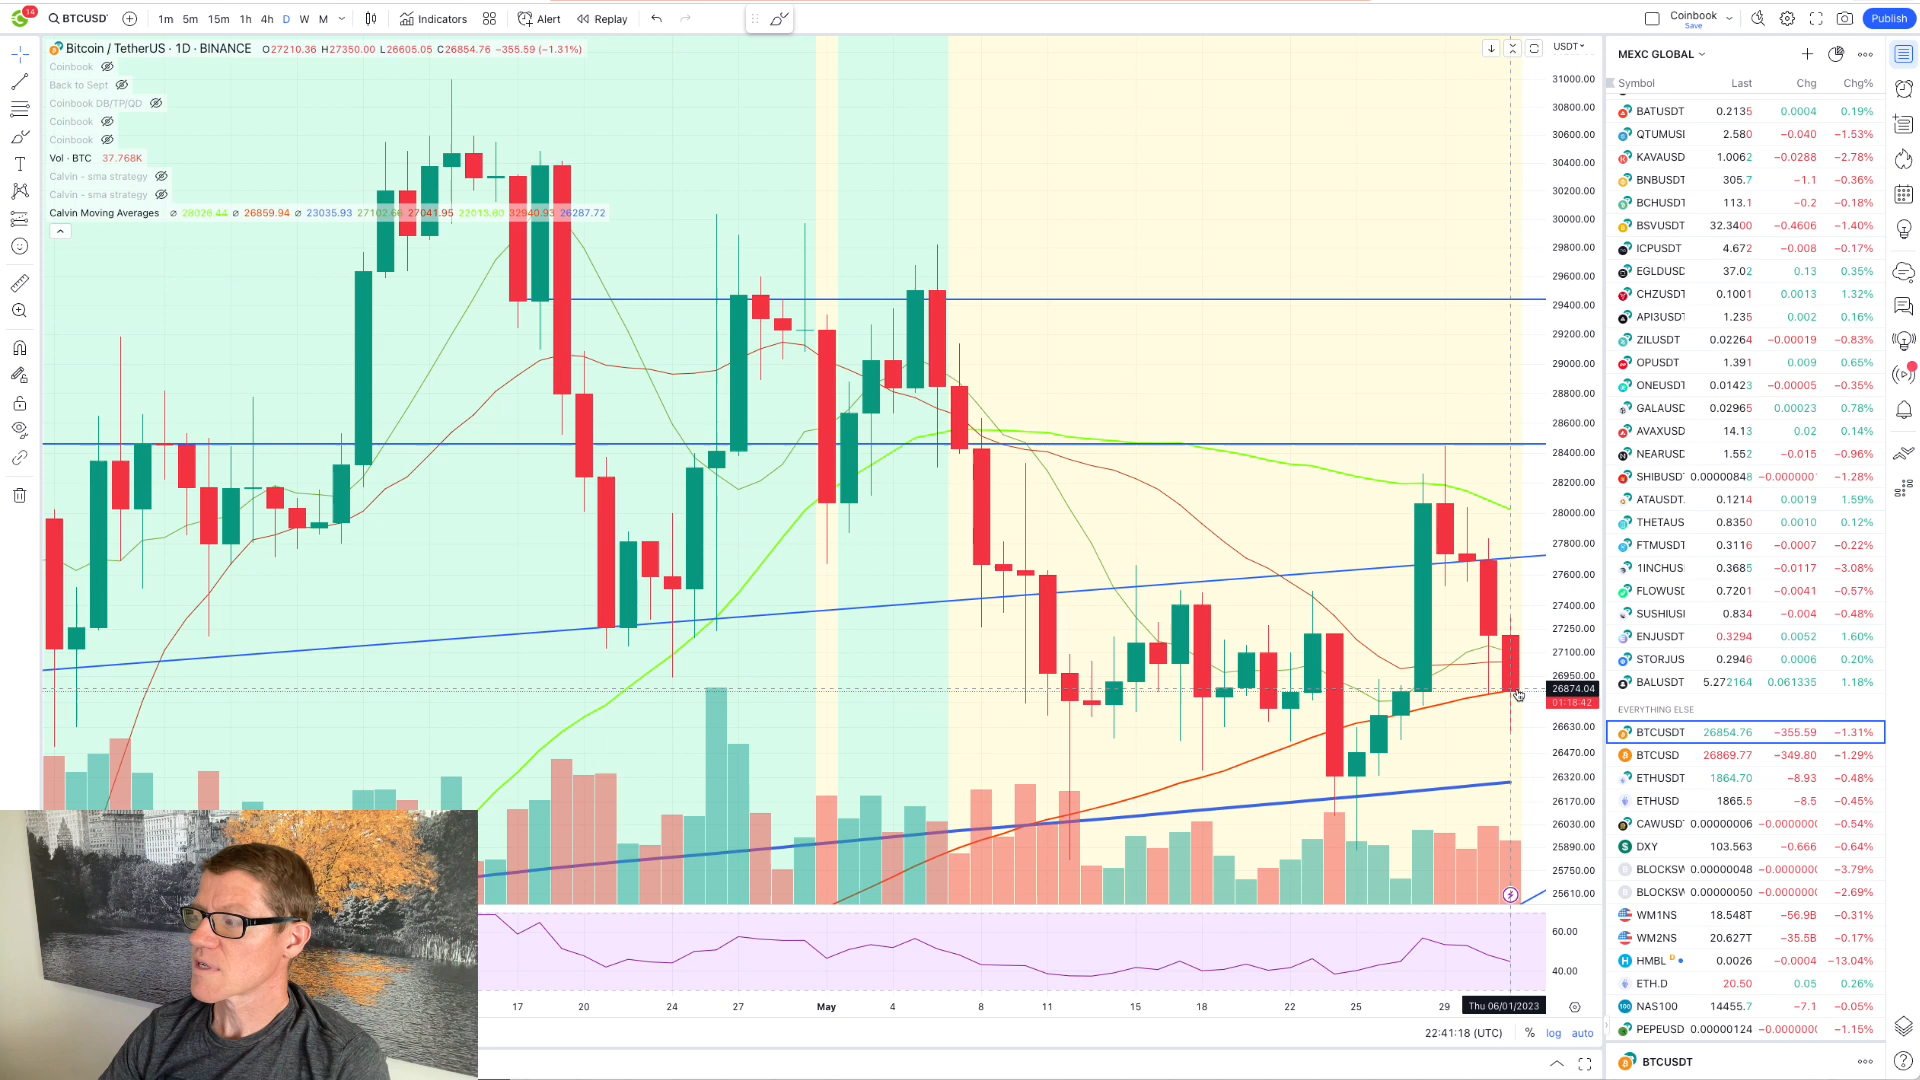 14
BTCUSDT
1m 5m 15m 1h 4h D W M
Indicators
Alert
Replay
Coinbook
Save
Publish
Bitcoin / TetherUS · 1D · BINANCE O27210.36 H27350.00 L26605.05 C26854.76 −355.59 (−1.31%)
Coinbook
Back to Sept
Coinbook DB/TP/QD
Coinbook
Coinbook
Vol · BTC 37.768K
Calvin - sma strategy
Calvin - sma strategy
Calvin Moving Averages ∅ 28026.44 ∅ 26859.94 ∅ 23035.93 27102.66 27041.95 22013.60 32940.93 26287.72
USDT
31000.00
30800.00
30600.00
30400.00
30200.00
30000.00
29800.00
29600.00
29400.00
29200.00
29000.00
28800.00
28600.00
28400.00
28200.00
28000.00
27800.00
27600.00
27400.00
27250.00
27100.00
26950.00
26874.04
01:18:42
26630.00
26470.00
26320.00
26170.00
26030.00
25890.00
25750.00
25610.00
60.00
40.00
17 20 24 27 May 4 8 11 15 18 22 25 29 Thu 06/01/2023
22:41:18 (UTC) % log auto
MEXC GLOBAL
Symbol Last Chg Chg%
BATUSDT 0.2135 0.0004 0.19%
QTUMUSI 2.580 −0.040 −1.53%
KAVAUSD 1.0062 −0.0288 −2.78%
BNBUSDT 305.7 −1.1 −0.36%
BCHUSDT 113.1 −0.2 −0.18%
BSVUSDT 32.3400 −0.4606 −1.40%
ICPUSDT 4.672 −0.008 −0.17%
EGLDUSD 37.02 0.13 0.35%
CHZUSDT 0.1001 0.0013 1.32%
API3USDT 1.235 0.002 0.16%
ZILUSDT 0.02264 −0.00019 −0.83%
OPUSDT 1.391 0.009 0.65%
ONEUSDT 0.01423 −0.00005 −0.35%
GALAUSD 0.02965 0.00023 0.78%
AVAXUSD 14.13 0.02 0.14%
NEARUSD 1.552 −0.015 −0.96%
SHIBUSD 0.00000848 −0.0000001 −1.28%
ATAUSDT 0.1214 0.0019 1.59%
THETAUS 0.8350 0.0010 0.12%
FTMUSDT 0.3116 −0.0007 −0.22%
1INCHUS 0.3685 −0.0117 −3.08%
FLOWUSD 0.7201 −0.0041 −0.57%
SUSHIUSI 0.834 −0.004 −0.48%
ENJUSDT 0.3294 0.0052 1.60%
STORJUS 0.2946 0.0006 0.20%
BALUSDT 5.272164 0.061335 1.18%
EVERYTHING ELSE
BTCUSDT 26854.76 −355.59 −1.31%
BTCUSD 26869.77 −349.80 −1.29%
ETHUSDT 1864.70 −8.93 −0.48%
ETHUSD 1865.5 −8.5 −0.45%
CAWUSD 0.00000006 −0.0000000 −0.54%
DXY 103.563 −0.666 −0.64%
BLOCKSW 0.00000048 −0.0000000 −3.79%
BLOCKSW 0.00000050 −0.0000000 −2.69%
WM1NS 18.548T −56.9B −0.31%
WM2NS 20.627T −35.5B −0.17%
HMBL D 0.0026 −0.0004 −13.04%
ETH.D 20.50 0.05 0.26%
NAS100 14455.7 −7.1 −0.05%
PEPEUSD 0.00000124 −0.0000000 −1.15%
BTCUSDT